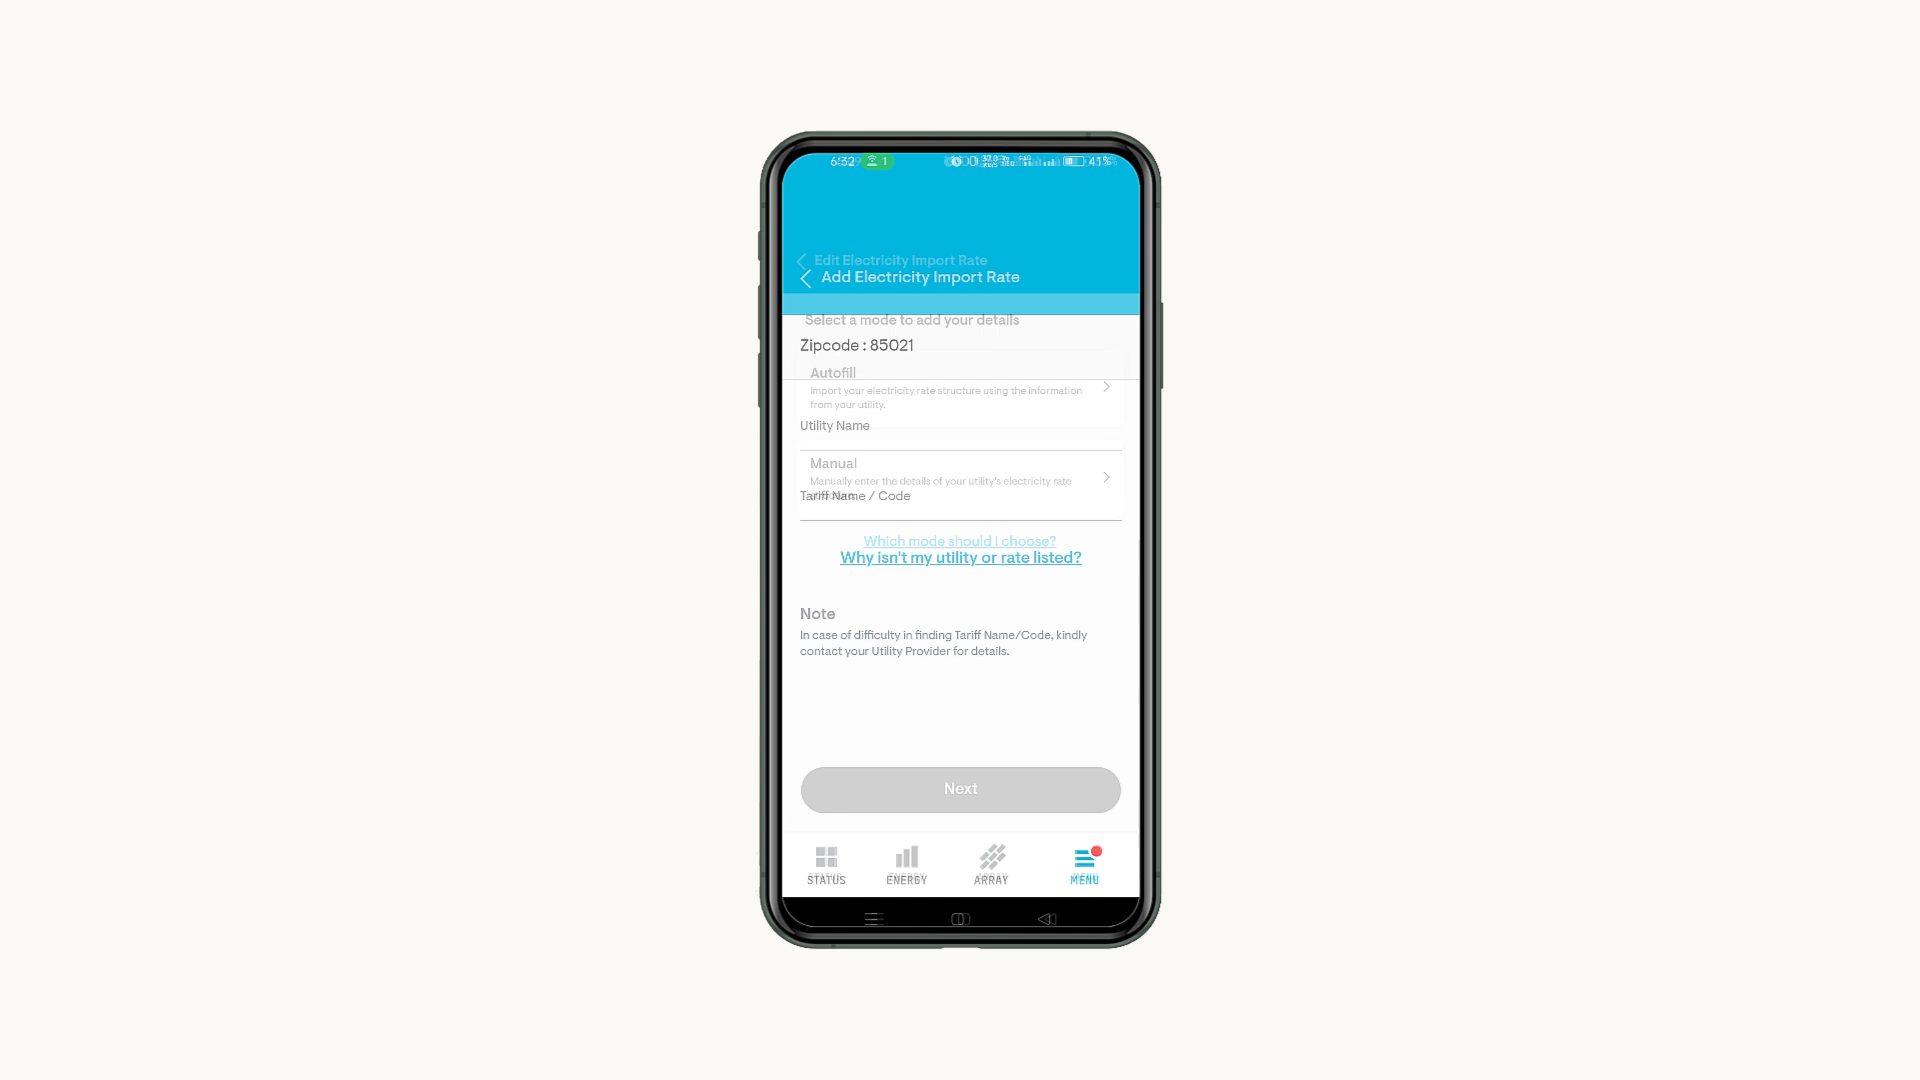 6:32 1 41%
Edit Electricity Import Rate
Add Electricity Import Rate
Select a mode to add your details
Zipcode : 85021
Autofill
Import your electricity rate structure using the information
from your utility.
Utility Name
Manual
Manually enter the details of your utility's electricity rate
Tariff Name / Code
Which mode should I choose?
Why isn't my utility or rate listed?
Note
In case of difficulty in finding Tariff Name/Code, kindly
contact your Utility Provider for details.
Next
STATUS ENERGY ARRAY MENU